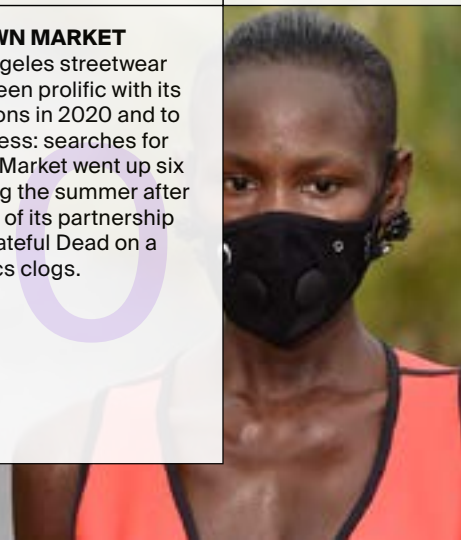 WN MARKET
geles streetwear
een prolific with its
ons in 2020 and to
ess: searches for
Market went up six
g the summer after
of its partnership
ateful Dead on a
cs clogs.
0